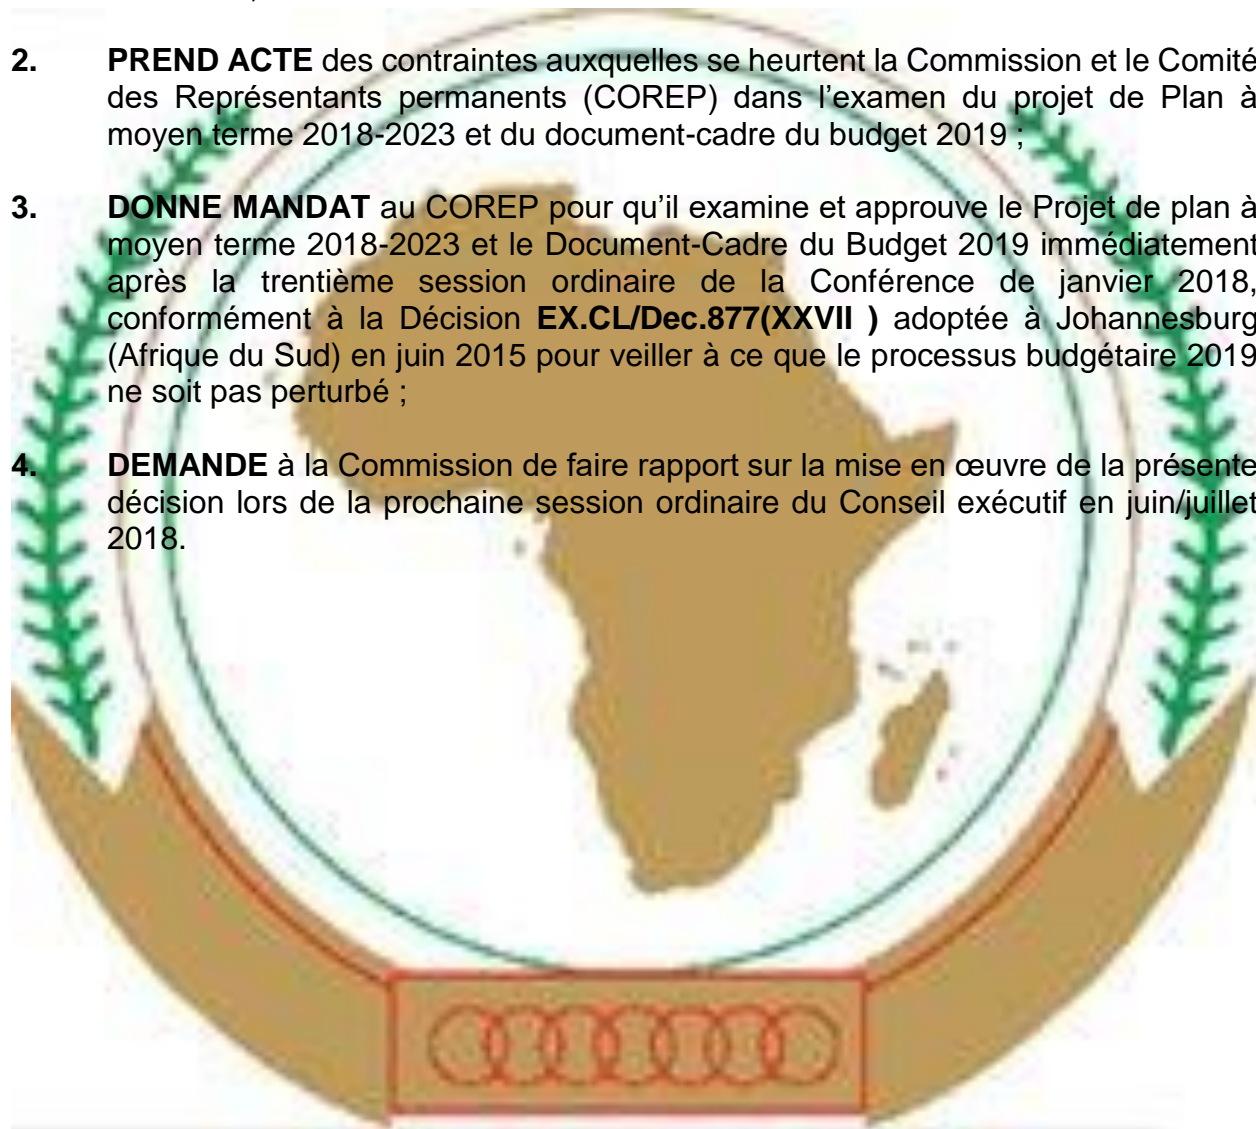 2. PREND ACTE des contraintes auxquelles se heurtent la Commission et le Comité
des Représentants permanents (COREP) dans l'examen du projet de Plan à
moyen terme 2018-2023 et du document-cadre du budget 2019 ;
3. DONNE MANDAT au COREP pour qu'il examine et approuve le Projet de plan à
moyen terme 2018-2023 et le Document-Cadre du Budget 2019 immédiatement
après la trentième session ordinaire de la Conférence de janvier 2018,
conformément à la Décision EX.CL/Dec.877(XXVII ) adoptée à Johannesburg
(Afrique du Sud) en juin 2015 pour veiller à ce que le processus budgétaire 2019
ne soit pas perturbé ;
4. DEMANDE à la Commission de faire rapport sur la mise en œuvre de la présente
décision lors de la prochaine session ordinaire du Conseil exécutif en juin/juillet
2018.